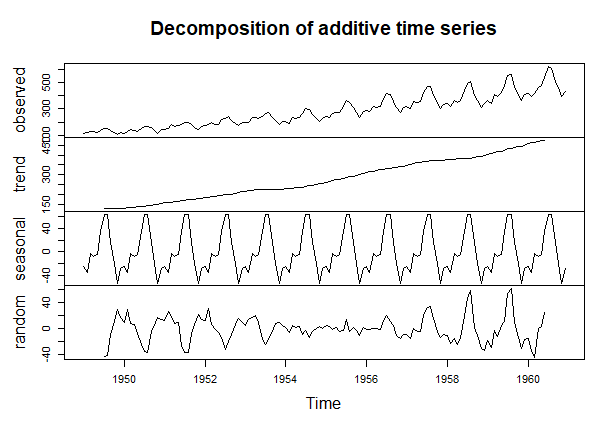 Decomposition of additive time series
observed
100 300 500
trend
150 300 450
seasonal
-40 0 40
random
-40 0 40
1950 1952 1954 1956 1958 1960
Time